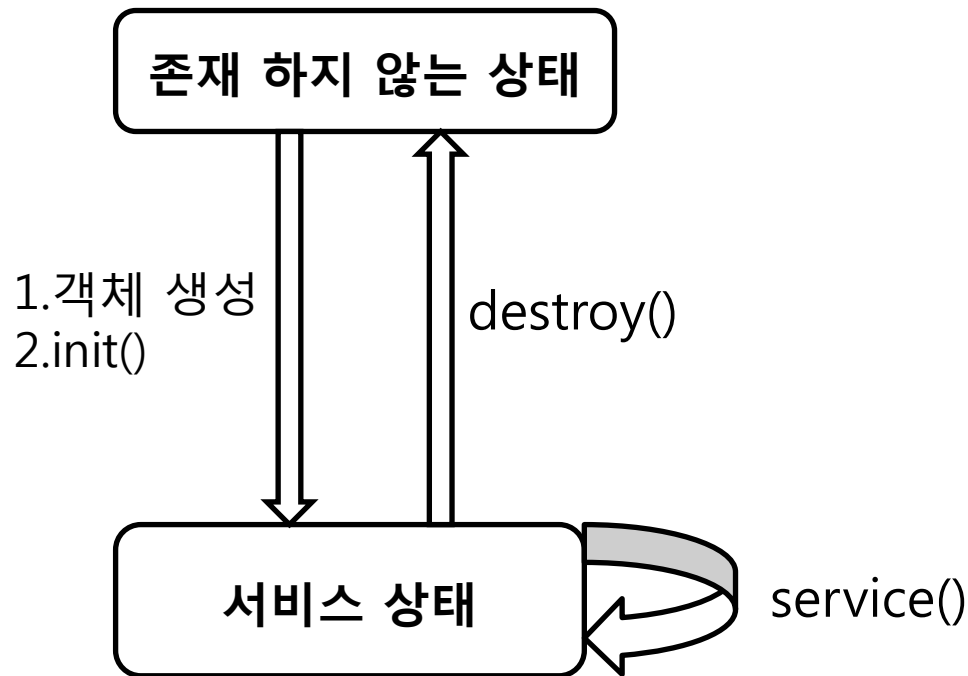 존재 하지 않는 상태
1.객체 생성
2.init()
destroy()
서비스 상태
service()